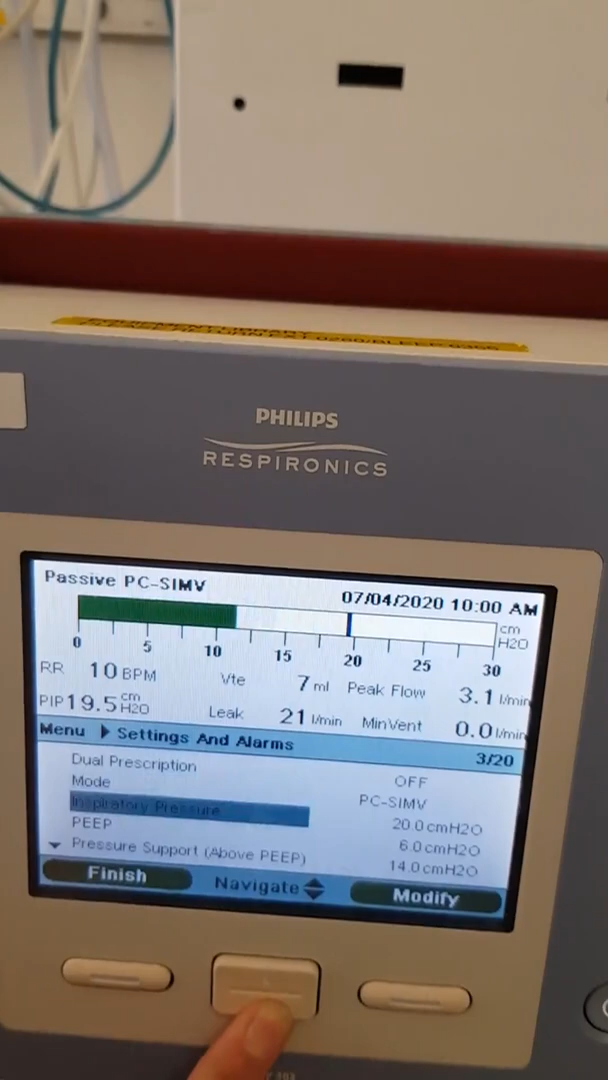 PHILIPS
RESPIRONICS
Passive PC-SIMV 07/04/2020 10:00 AM
0 5 10 15 20 25 30 cm H2O
RR 10 BPM Vte 7 ml Peak Flow 3.1 l/min
PIP 19.5 cm H2O Leak 21 l/min MinVent 0.0 l/min
Menu Settings And Alarms 3/20
Dual Prescription OFF
Mode PC-SIMV
Inspiratory Pressure 20.0 cmH2O
PEEP 6.0 cmH2O
Pressure Support (Above PEEP) 14.0 cmH2O
Finish Navigate Modify